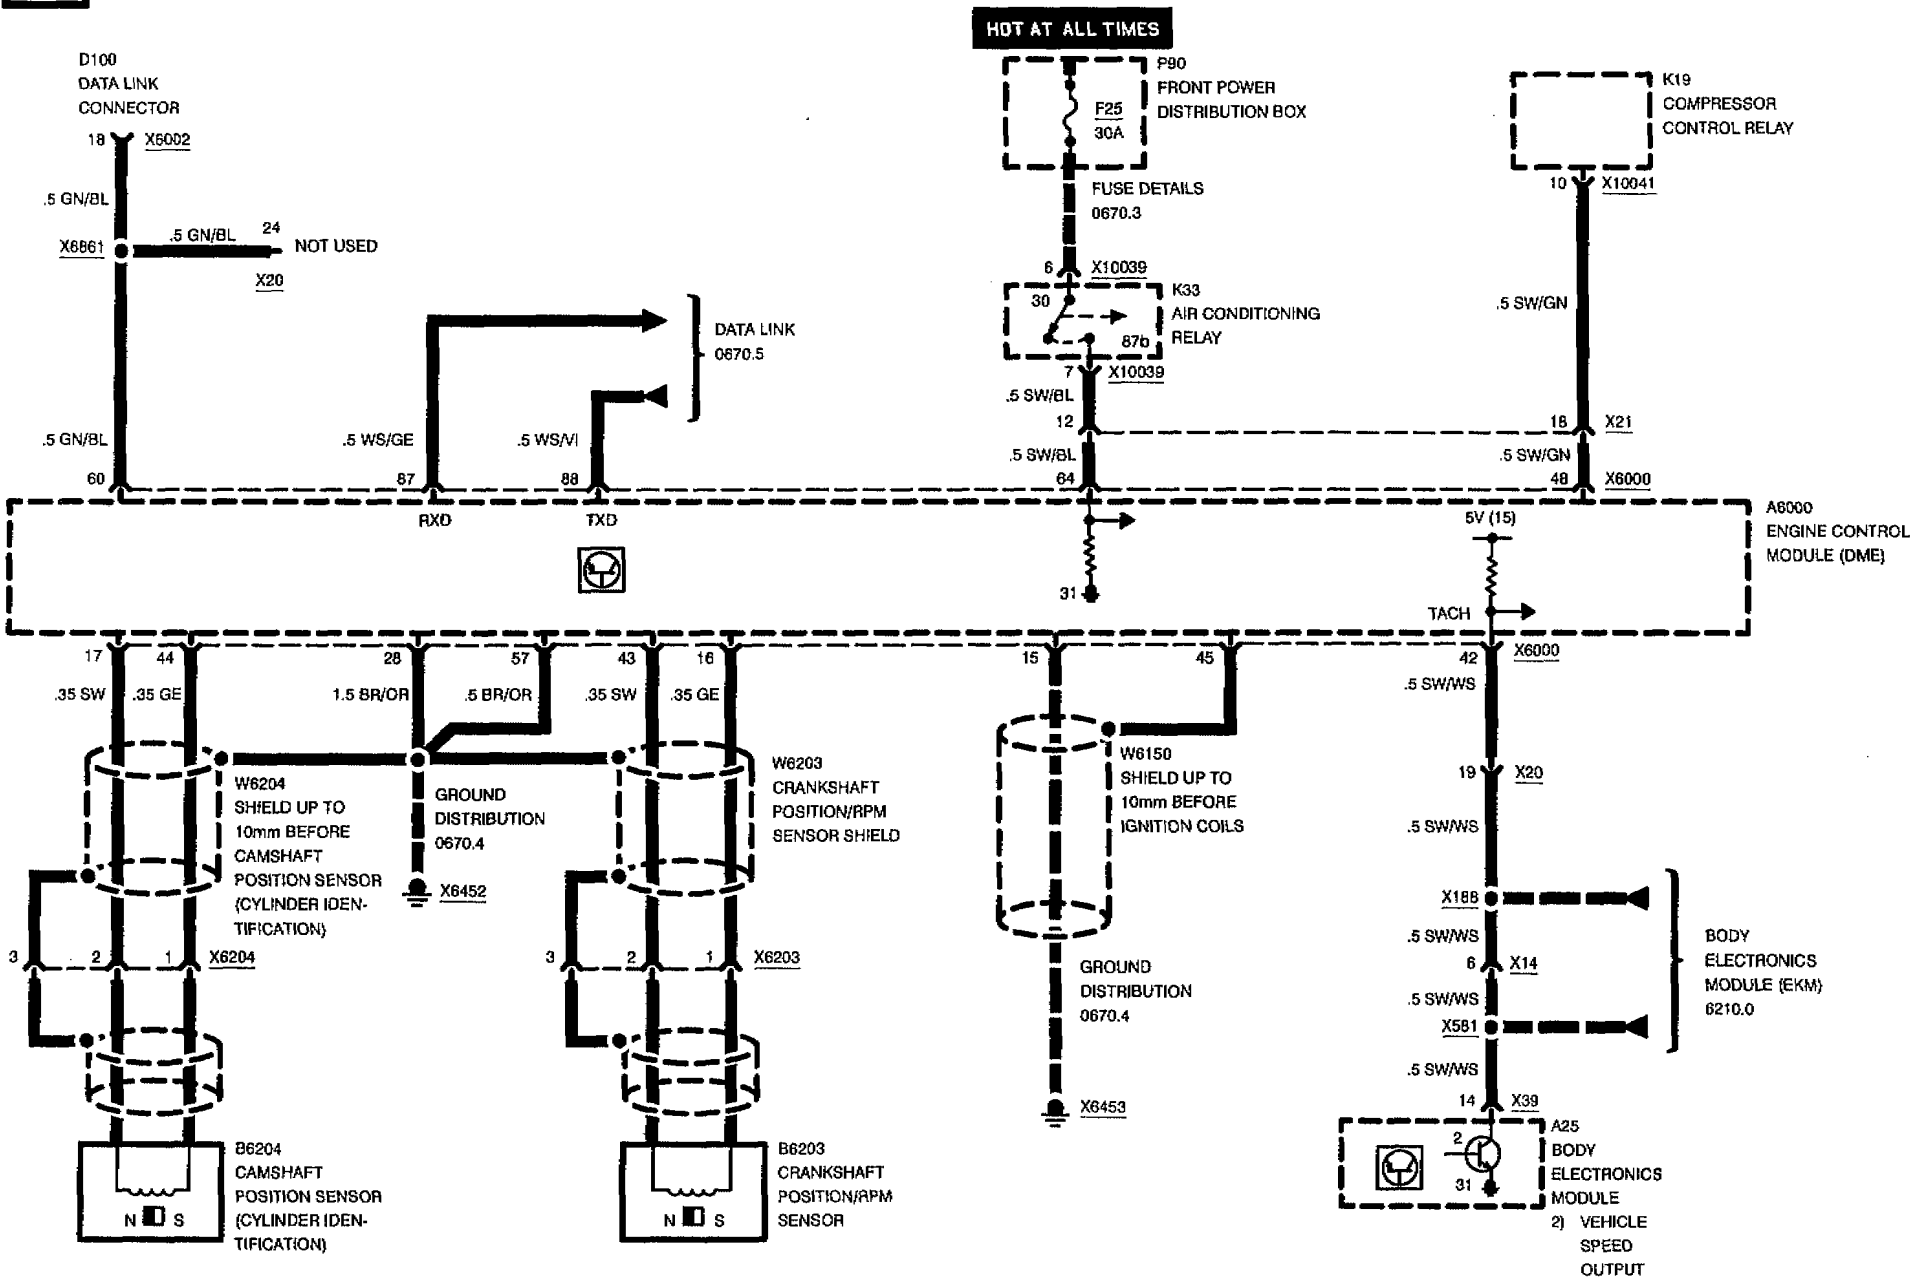 HOT AT ALL TIMES
D100
DATA LINK
CONNECTOR
18 X6002
.5 GN/BL
X6861
.5 GN/BL
24
NOT USED
X20
P90
FRONT POWER
DISTRIBUTION BOX
F25
30A
FUSE DETAILS
0670.3
6 X10039
K33
AIR CONDITIONING
RELAY
30
87b
7 X10039
.5 SW/BL
K19
COMPRESSOR
CONTROL RELAY
10 X10041
.5 SW/GN
DATA LINK
0670.5
12 18 X21
.5 GN/BL .5 WS/GE .5 WS/VI .5 SW/BL .5 SW/GN
60 87 88 64 48 X6000
RXD TXD
31
5V (15)
TACH
A6000
ENGINE CONTROL
MODULE (DME)
17 44 28 57 43 16 15 45 42 X6000
.35 SW .35 GE 1.5 BR/OR .5 BR/OR .35 SW .35 GE .5 SW/WS
W6204
SHIELD UP TO
10mm BEFORE
CAMSHAFT
POSITION SENSOR
(CYLINDER IDEN-
TIFICATION)
GROUND
DISTRIBUTION
0670.4
X6452
W6203
CRANKSHAFT
POSITION/RPM
SENSOR SHIELD
W6150
SHIELD UP TO
10mm BEFORE
IGNITION COILS
19 X20
.5 SW/WS
X188
.5 SW/WS
6 X14
.5 SW/WS
X581
.5 SW/WS
14 X39
BODY
ELECTRONICS
MODULE (EKM)
6210.0
3 2 1 X6204
3 2 1 X6203
GROUND
DISTRIBUTION
0670.4
X6453
B6204
CAMSHAFT
POSITION SENSOR
(CYLINDER IDEN-
TIFICATION)
N S
B6203
CRANKSHAFT
POSITION/RPM
SENSOR
N S
2
31
A25
BODY
ELECTRONICS
MODULE
2) VEHICLE
SPEED
OUTPUT